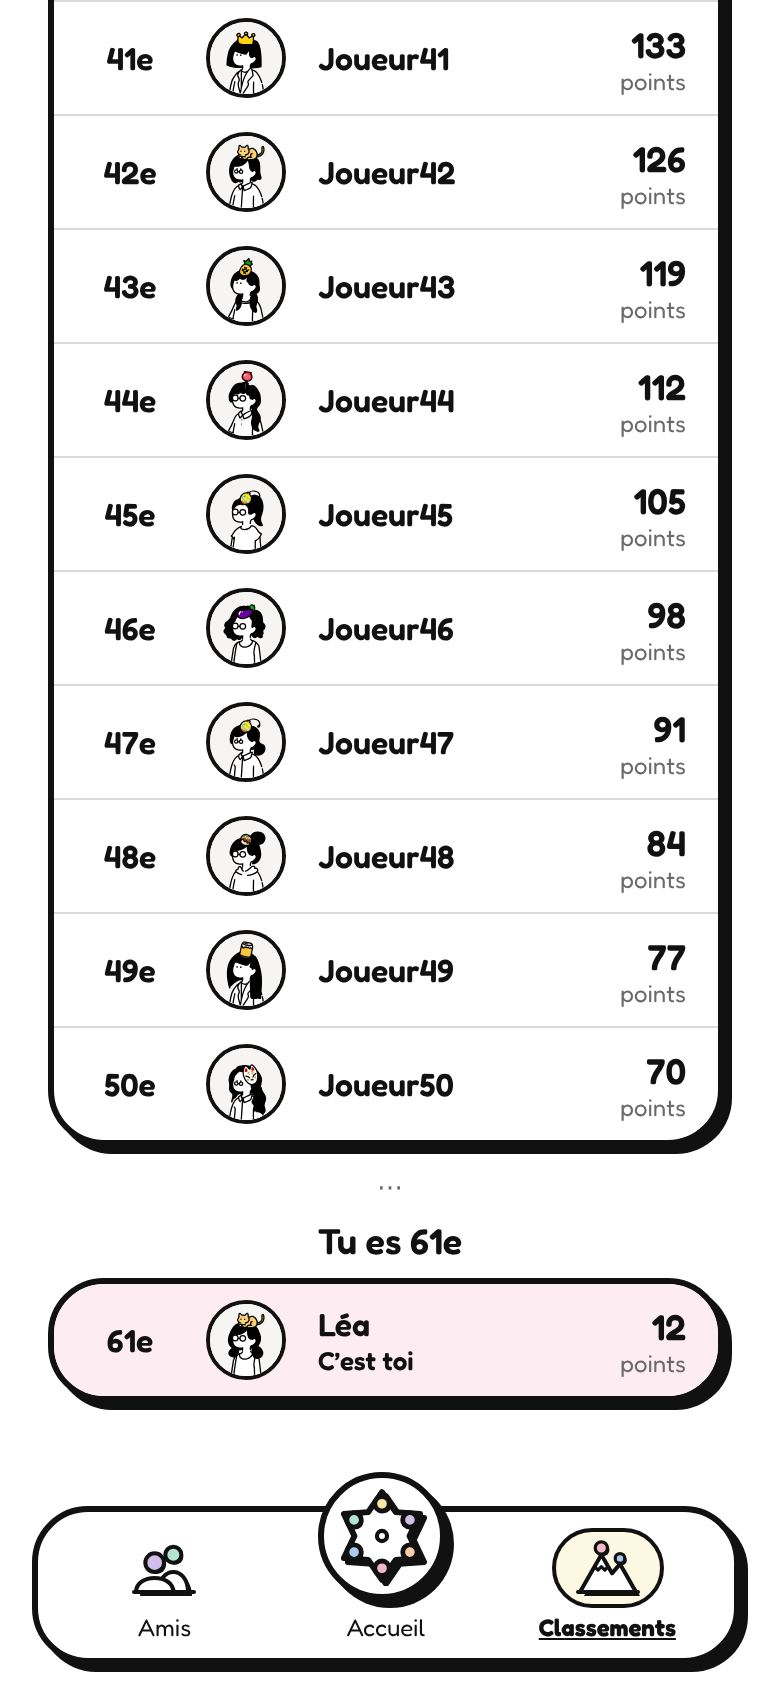 41e Joueur41 133
points
42e Joueur42 126
points
43e Joueur43 119
points
44e Joueur44 112
points
45e Joueur45 105
points
46e Joueur46 98
points
47e Joueur47 91
points
48e Joueur48 84
points
49e Joueur49 77
points
50e Joueur50 70
points
...
Tu es 61e
61e Léa 12
C'est toi points
Amis Accueil Classements